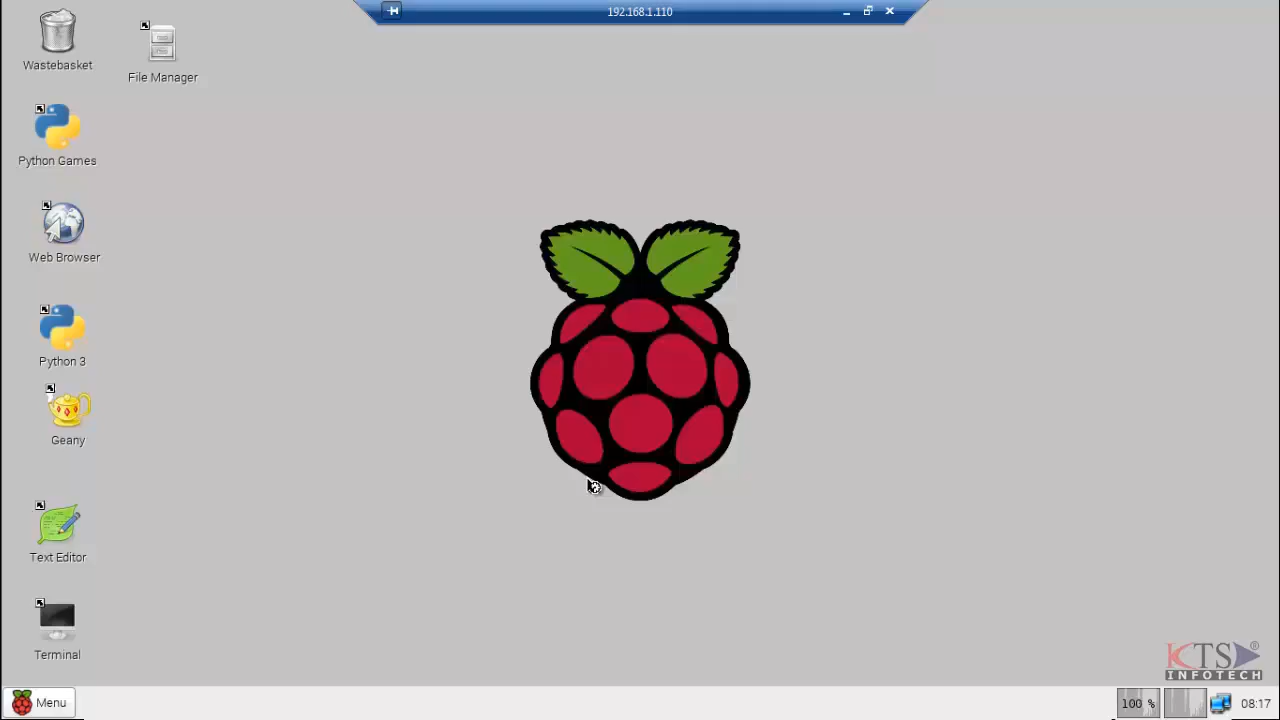 192.168.1.110
Wastebasket
File Manager
Python Games
Web Browser
Python 3
Geany
Text Editor
Terminal
KTS®
INFOTECH
Menu
100 %
08:17